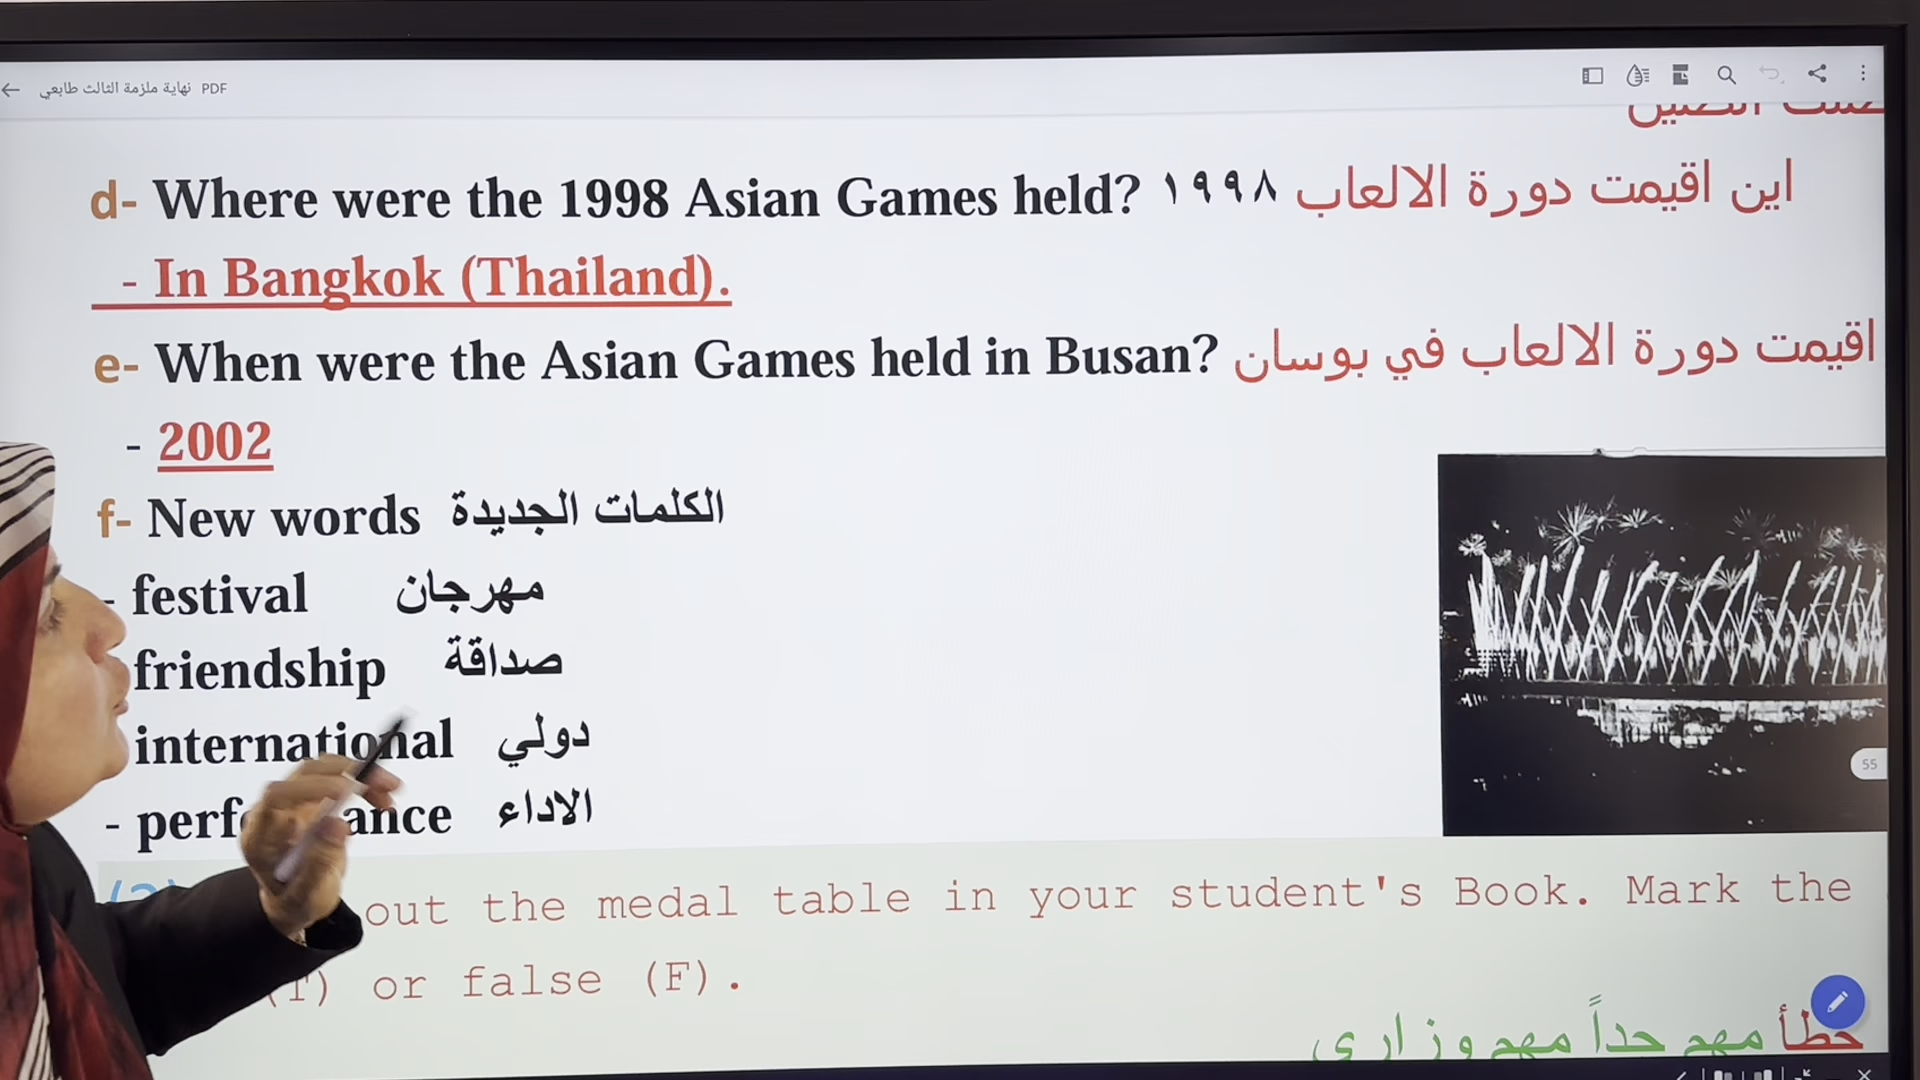 نهاية ملزمة الثالث طابعي PDF
d- Where were the 1998 Asian Games held? اين اقيمت دورة الالعاب ١٩٩٨
- In Bangkok (Thailand).
e- When were the Asian Games held in Busan? اقيمت دورة الالعاب في بوسان
- 2002
f- New words الكلمات الجديدة
- festival مهرجان
friendship صداقة
international دولي
- performance الاداء
55
out the medal table in your student's Book. Mark the
(T) or false (F).
خطأ مهم جداً مهم وزاري